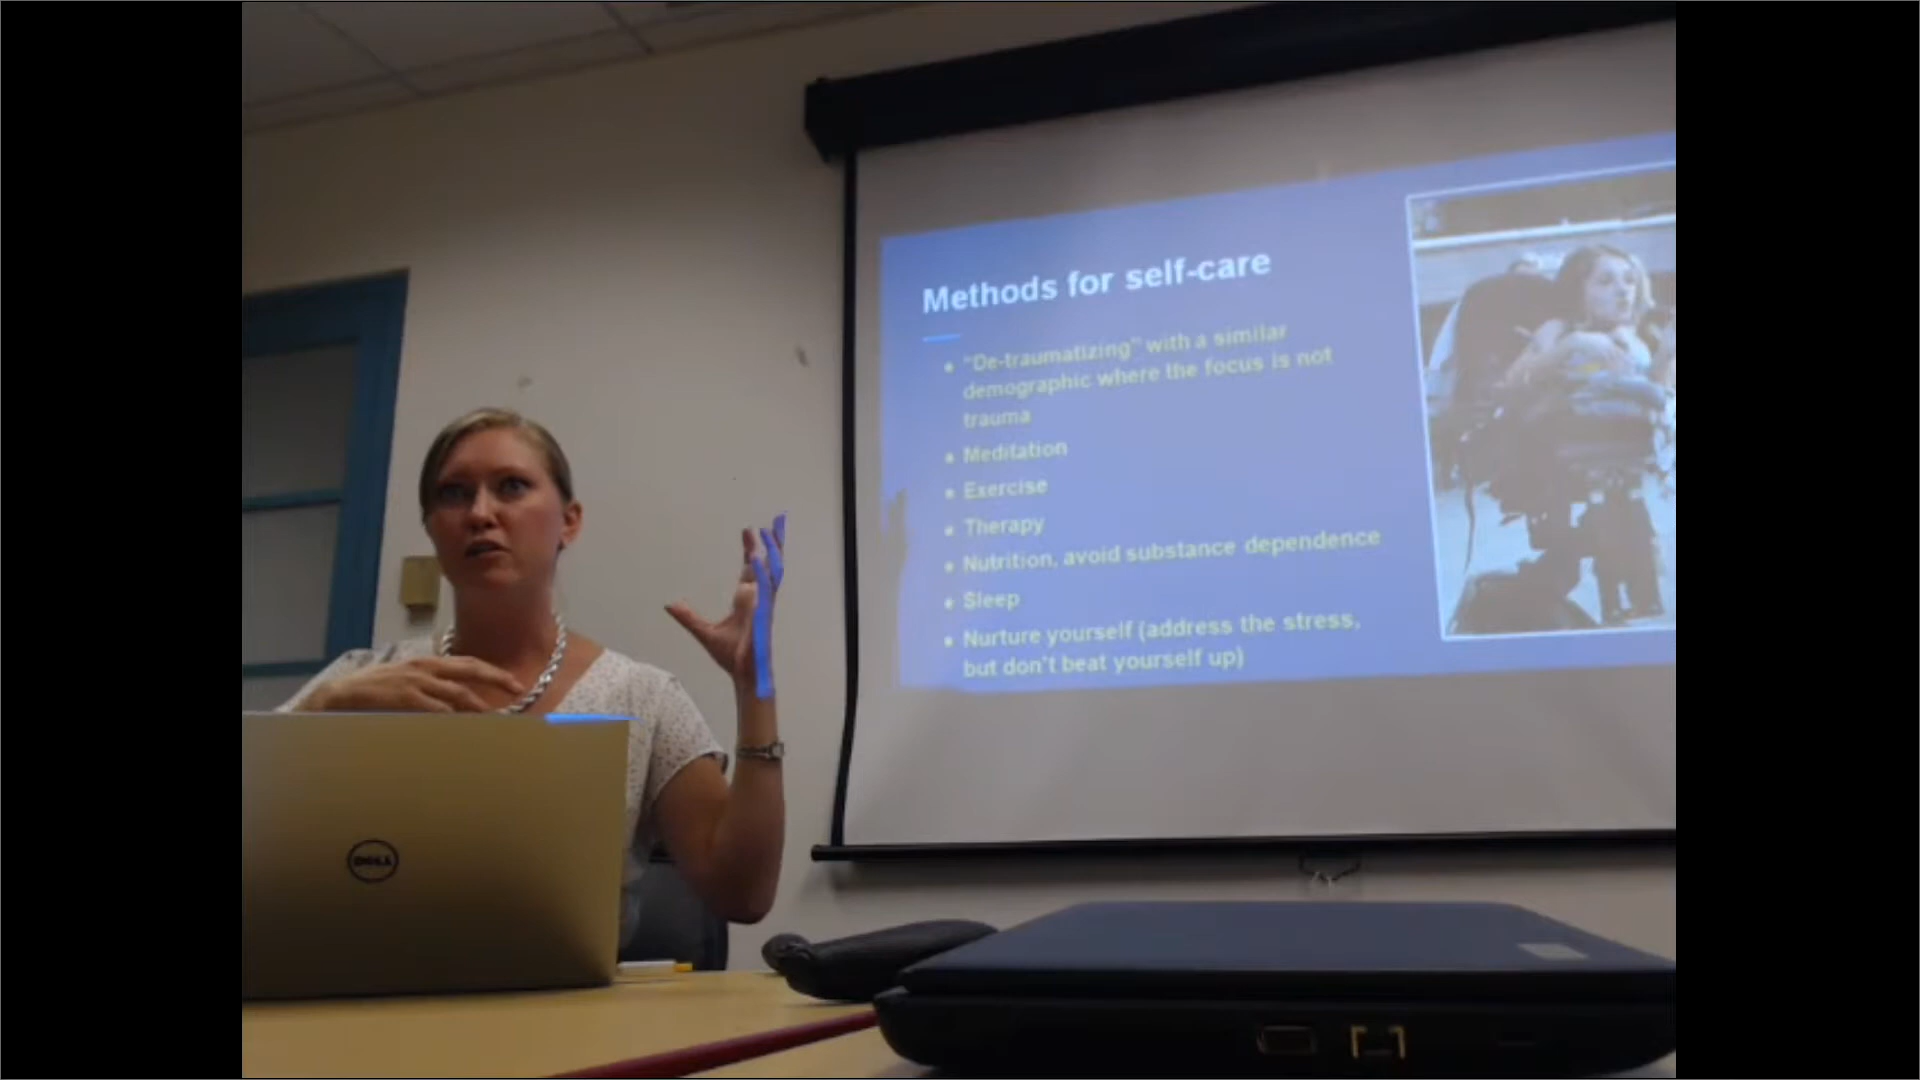 Methods for self-care
• "De-traumatizing" with a similar
demographic where the focus is not
trauma
• Meditation
• Exercise
• Therapy
• Nutrition, avoid substance dependence
• Sleep
• Nurture yourself (address the stress,
but don't beat yourself up)
DELL